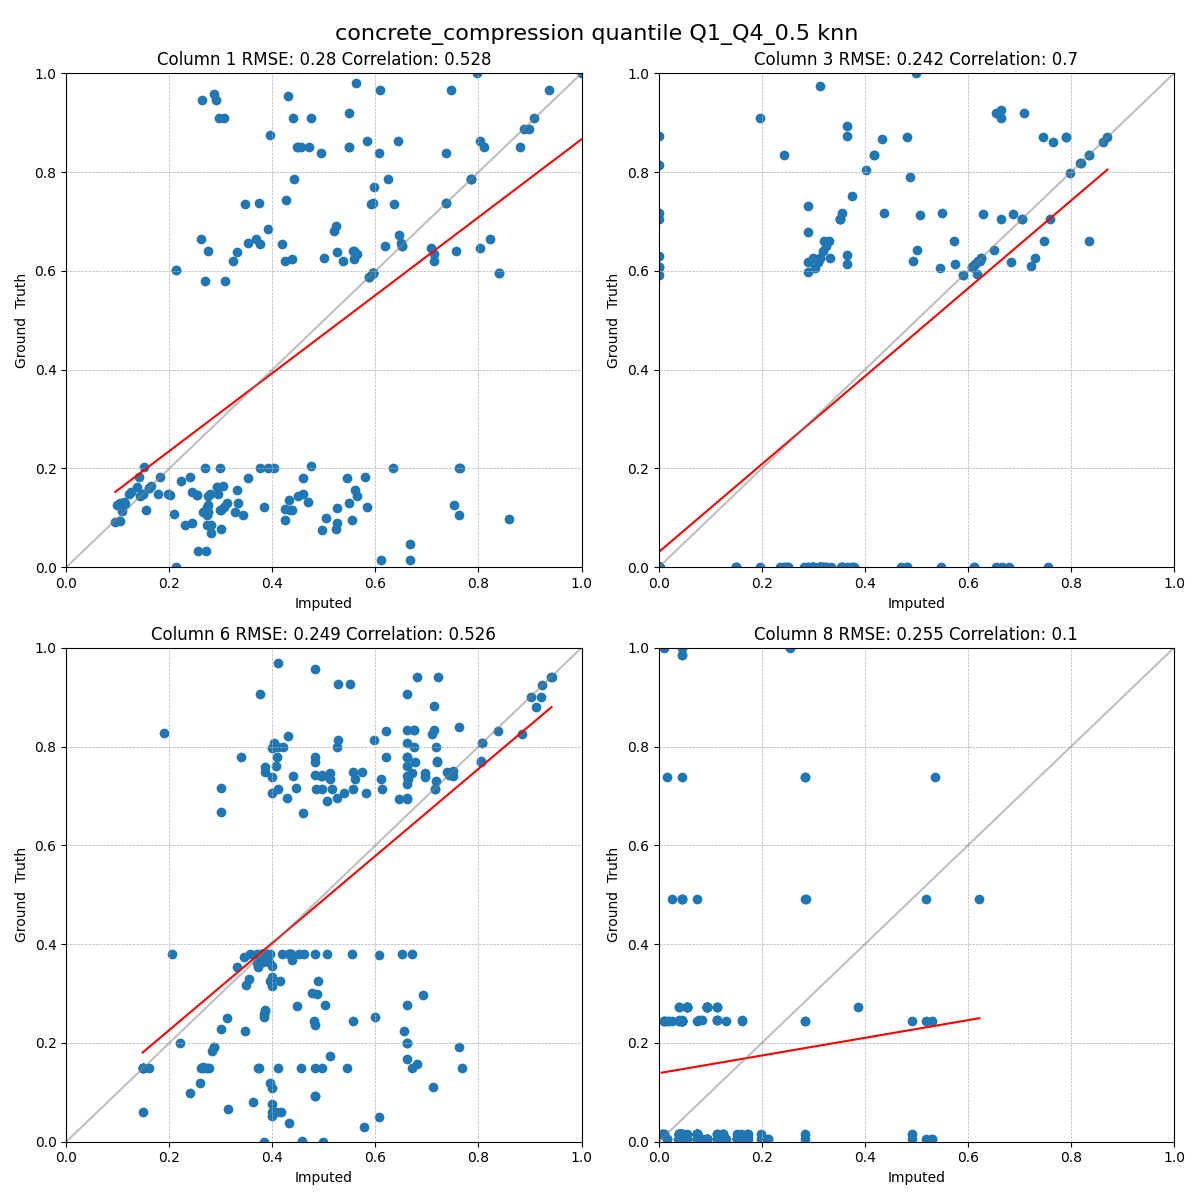 concrete_compression quantile Q1_Q4_0.5 knn
Column 1 RMSE: 0.28 Correlation: 0.528
Column 3 RMSE: 0.242 Correlation: 0.7
1.0
0.8
0.6
0.4
0.2
0.0
Ground Truth
0.0 0.2 0.4 0.6 0.8 1.0
Imputed
1.0
0.8
0.6
0.4
0.2
0.0
Ground Truth
0.0 0.2 0.4 0.6 0.8 1.0
Imputed
Column 6 RMSE: 0.249 Correlation: 0.526
Column 8 RMSE: 0.255 Correlation: 0.1
1.0
0.8
0.6
0.4
0.2
0.0
Ground Truth
0.0 0.2 0.4 0.6 0.8 1.0
Imputed
1.0
0.8
0.6
0.4
0.2
0.0
Ground Truth
0.0 0.2 0.4 0.6 0.8 1.0
Imputed